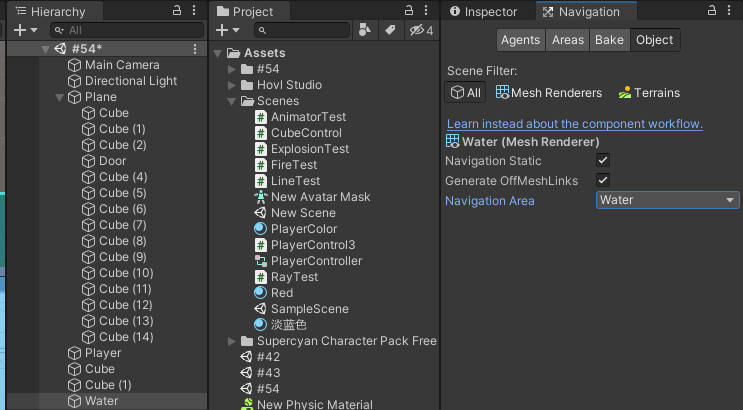 Hierarchy
All
#54*
Main Camera
Directional Light
Plane
Cube
Cube (1)
Cube (2)
Door
Cube (4)
Cube (5)
Cube (6)
Cube (7)
Cube (8)
Cube (9)
Cube (10)
Cube (11)
Cube (12)
Cube (13)
Cube (14)
Player
Cube
Cube (1)
Water
Project
4
Assets
#54
Hovl Studio
Scenes
AnimatorTest
CubeControl
ExplosionTest
FireTest
LineTest
New Avatar Mask
New Scene
PlayerColor
PlayerControl3
PlayerController
RayTest
Red
SampleScene
淡蓝色
Supercyan Character Pack Free
#42
#43
#54
New Physic Material
Inspector
Navigation
Agents Areas Bake Object
Scene Filter:
All Mesh Renderers Terrains
Learn instead about the component workflow.
Water (Mesh Renderer)
Navigation Static
Generate OffMeshLinks
Navigation Area Water